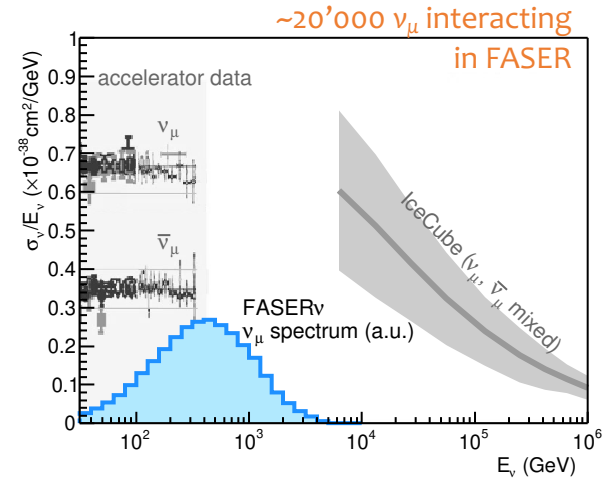 ~20'000 νμ interacting
in FASER
accelerator data
νμ
ν̅μ
FASERν
νμ spectrum (a.u.)
IceCube (νμ, ν̅μ mixed)
σν/Eν (×10⁻³⁸cm²/GeV)
1
0.9
0.8
0.7
0.6
0.5
0.4
0.3
0.2
0.1
0
10²
10³
10⁴
10⁵
10⁶
Eν (GeV)